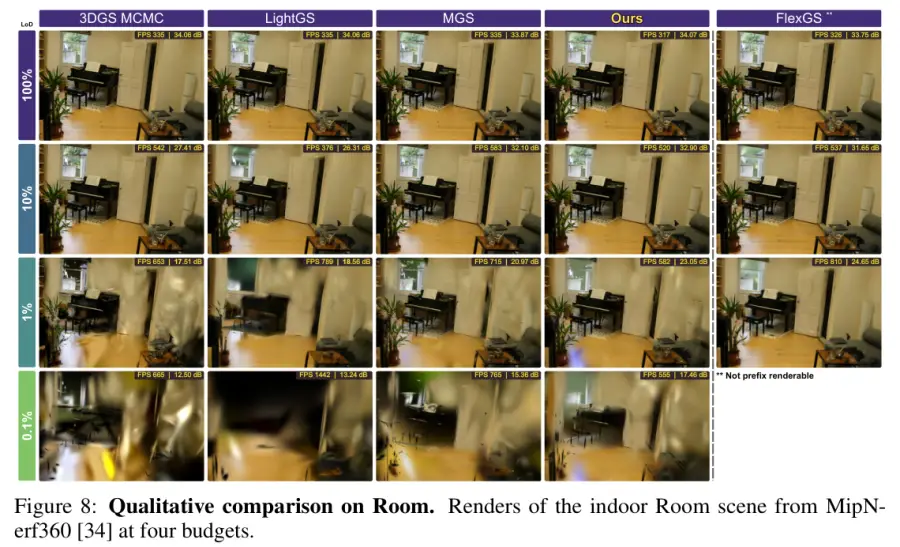 LoD
3DGS MCMC LightGS MGS Ours FlexGS **
100%
FPS 335 | 34.06 dB FPS 335 | 34.06 dB FPS 335 | 33.87 dB FPS 317 | 34.07 dB FPS 326 | 33.75 dB
10%
FPS 542 | 27.41 dB FPS 376 | 26.31 dB FPS 583 | 32.10 dB FPS 520 | 32.90 dB FPS 537 | 31.65 dB
1%
FPS 653 | 17.51 dB FPS 789 | 18.56 dB FPS 715 | 20.97 dB FPS 582 | 23.05 dB FPS 810 | 24.65 dB
0.1%
FPS 665 | 12.50 dB FPS 1442 | 13.24 dB FPS 765 | 15.36 dB FPS 555 | 17.46 dB
** Not prefix renderable
Figure 8: Qualitative comparison on Room. Renders of the indoor Room scene from MipN-
erf360 [34] at four budgets.